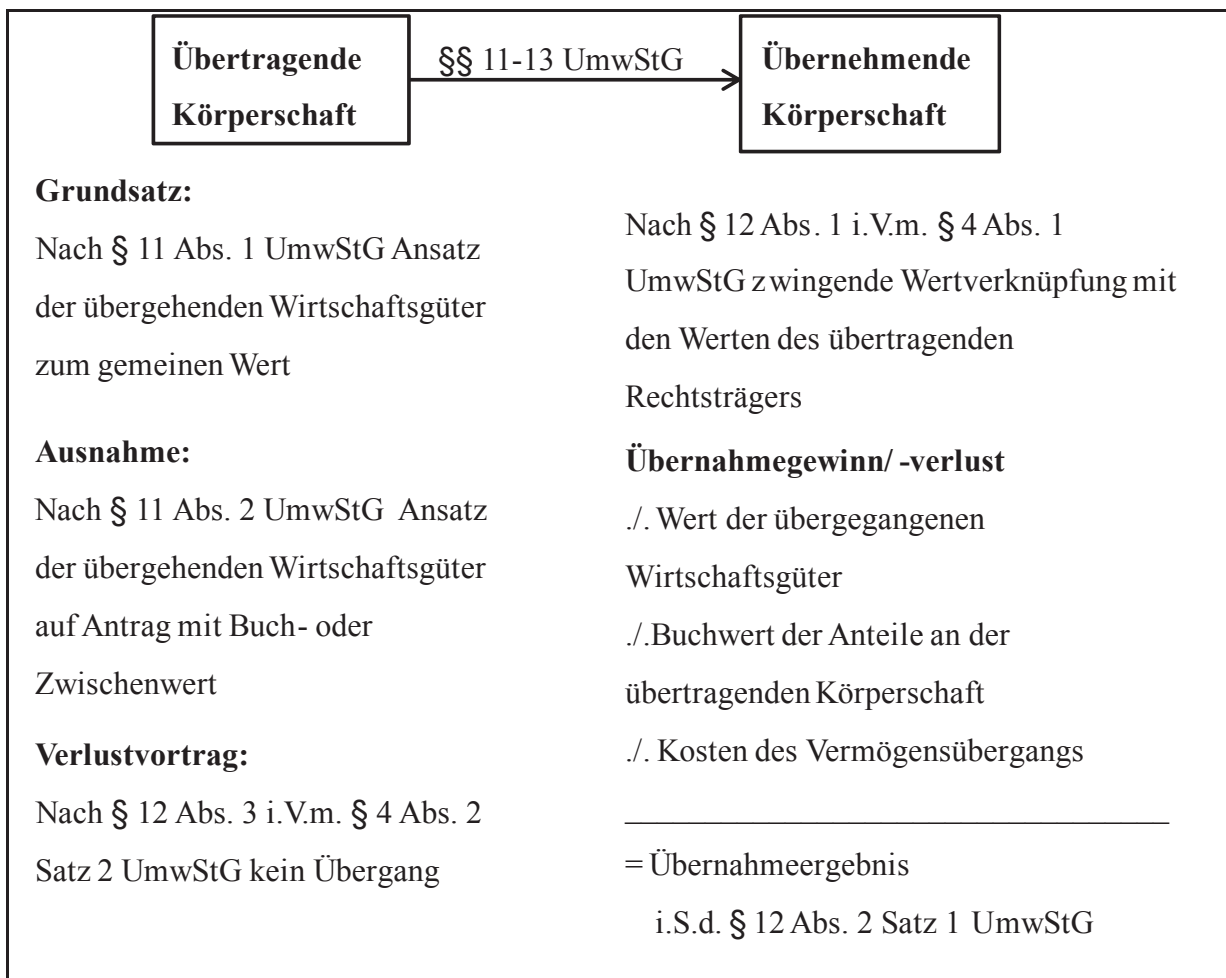 Übertragende
Körperschaft
§§ 11-13 UmwStG
Übernehmende
Körperschaft
Grundsatz:
Nach § 11 Abs. 1 UmwStG Ansatz
der übergehenden Wirtschaftsgüter
zum gemeinen Wert
Ausnahme:
Nach § 11 Abs. 2 UmwStG Ansatz
der übergehenden Wirtschaftsgüter
auf Antrag mit Buch- oder
Zwischenwert
Verlustvortrag:
Nach § 12 Abs. 3 i.V.m. § 4 Abs. 2
Satz 2 UmwStG kein Übergang
Nach § 12 Abs. 1 i.V.m. § 4 Abs. 1
UmwStG zwingende Wertverknüpfung mit
den Werten des übertragenden
Rechtsträgers
Übernahmegewinn/ -verlust
./. Wert der übergegangenen
Wirtschaftsgüter
./.Buchwert der Anteile an der
übertragenden Körperschaft
./. Kosten des Vermögensübergangs
= Übernahmeergebnis
i.S.d. § 12 Abs. 2 Satz 1 UmwStG